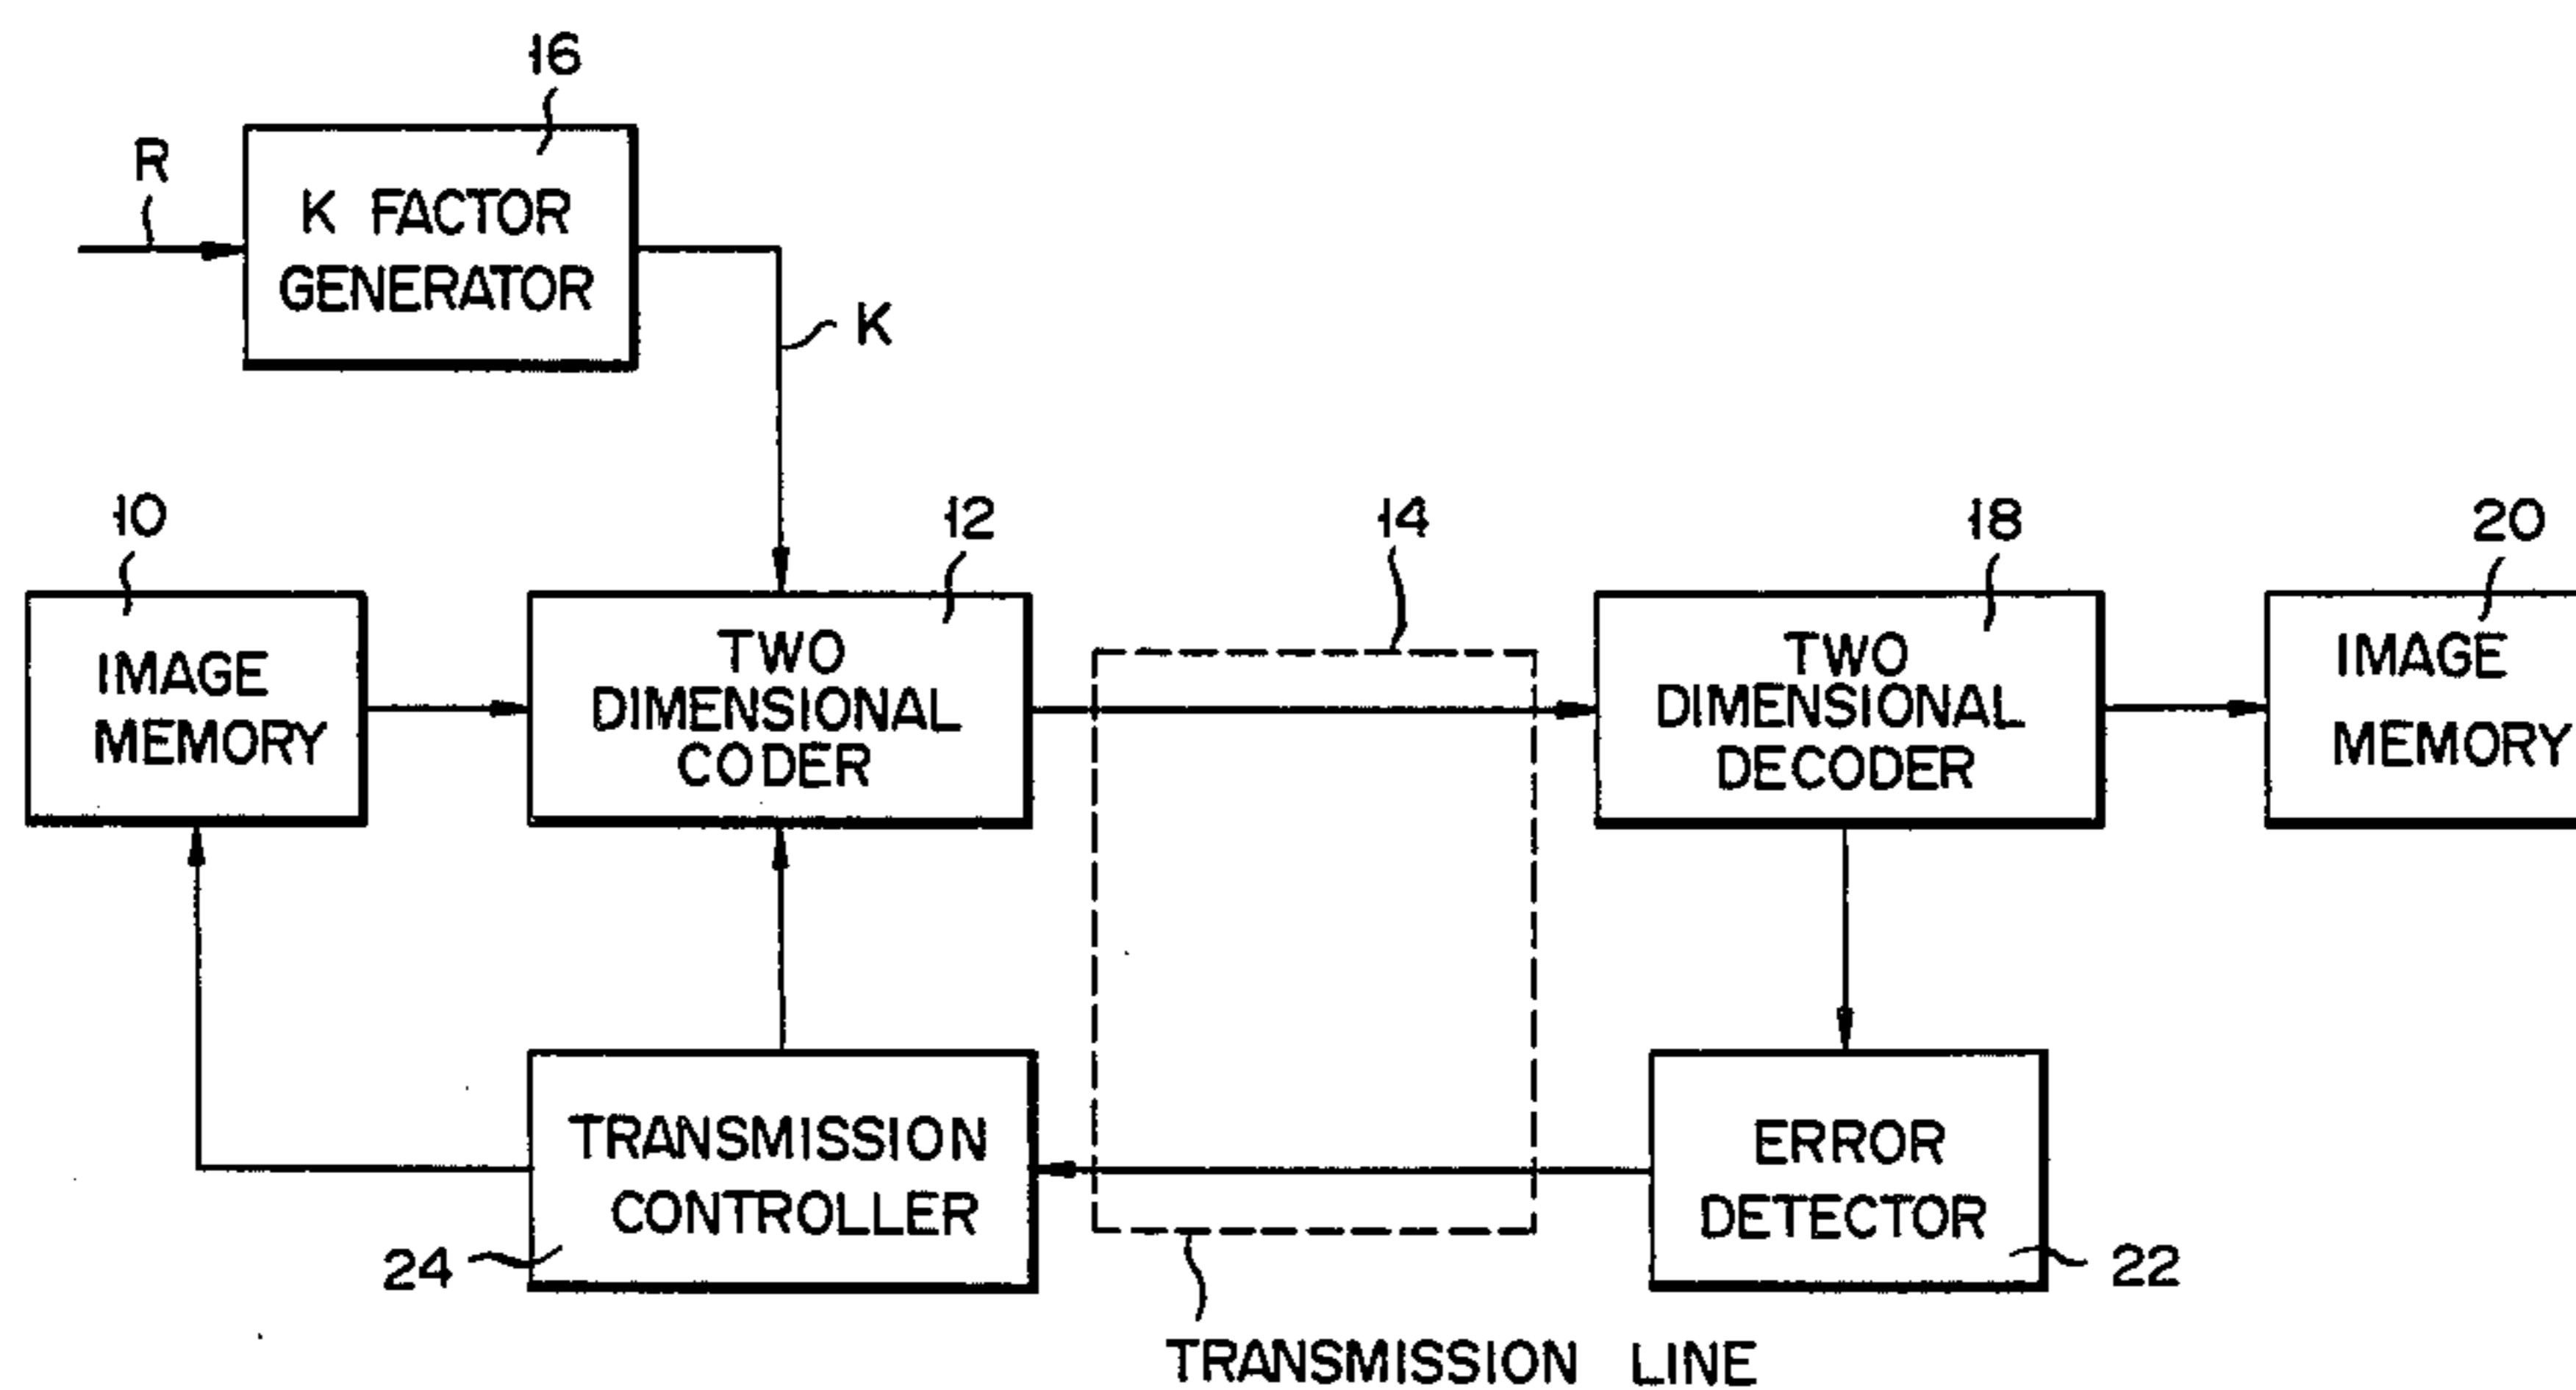 16
R
K FACTOR
GENERATOR
K
10
12
14
18
20
IMAGE
MEMORY
TWO
DIMENSIONAL
CODER
TWO
DIMENSIONAL
DECODER
IMAGE
MEMORY
TRANSMISSION
CONTROLLER
24
ERROR
DETECTOR
22
TRANSMISSION LINE